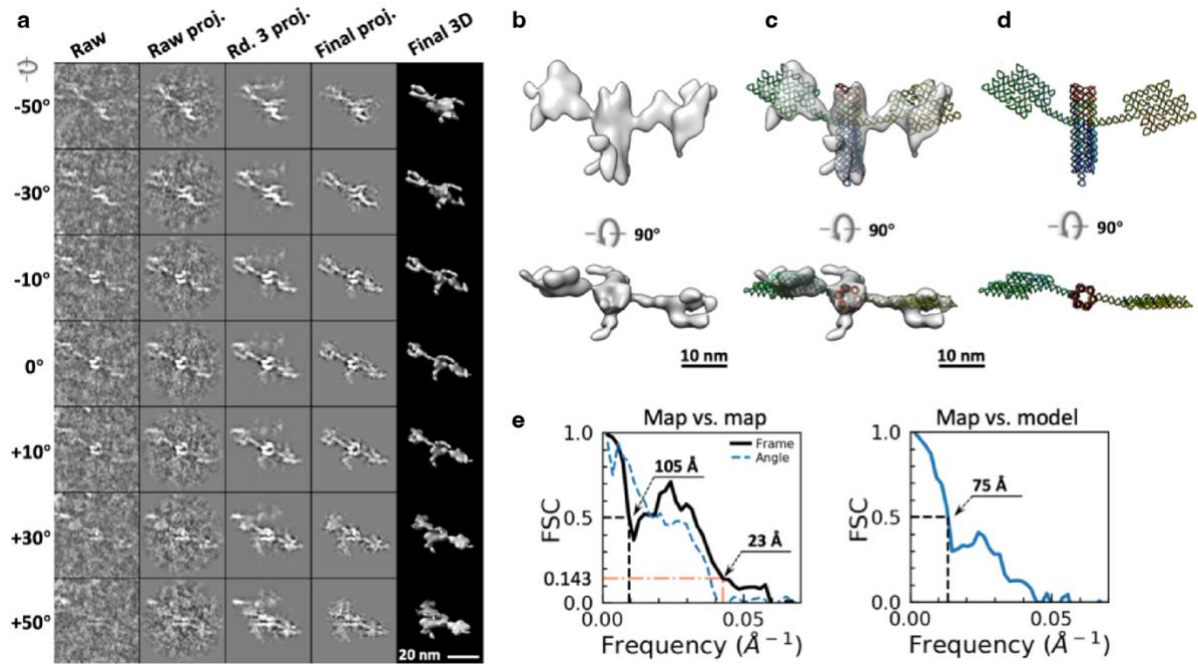 a
Raw
Raw proj.
Rd. 3 proj.
Final proj.
Final 3D
-50°
-30°
-10°
0°
+10°
+30°
+50°
20 nm
b
c
d
90°
90°
90°
10 nm
10 nm
e
Map vs. map
Frame
Angle
1.0
105 Å
0.5
23 Å
0.143
0.0
FSC
0.00
0.05
Frequency (Å⁻¹)
Map vs. model
1.0
75 Å
0.5
0.0
FSC
0.00
0.05
Frequency (Å⁻¹)